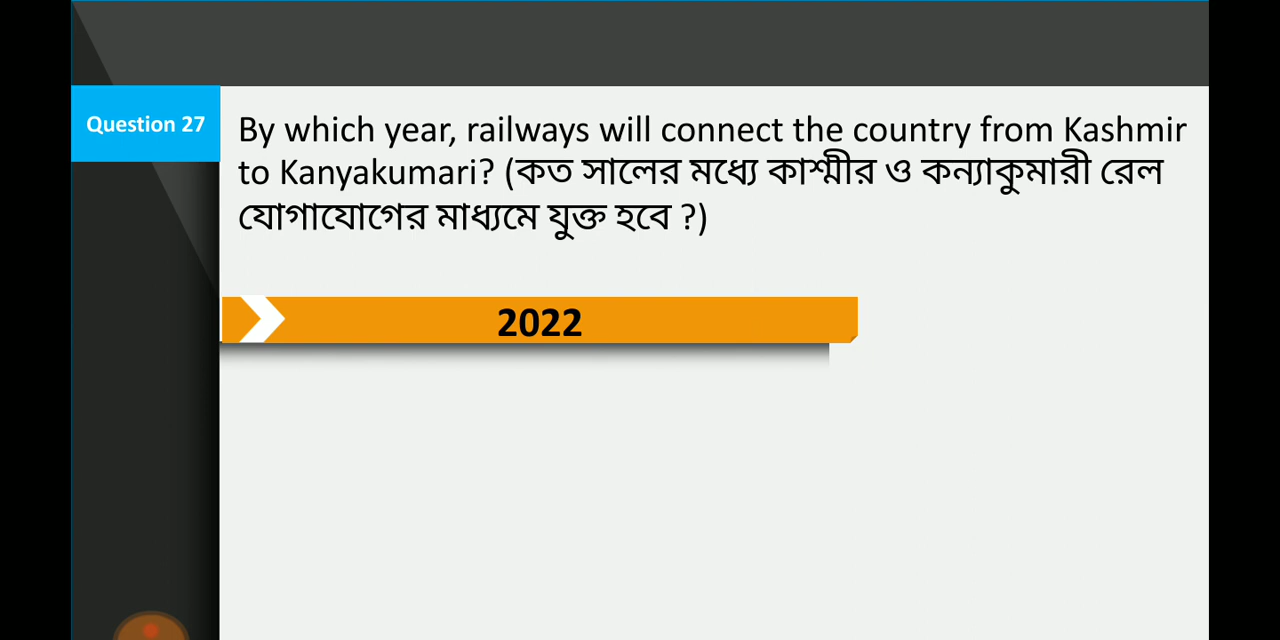 Question 27
By which year, railways will connect the country from Kashmir
to Kanyakumari? (কত সালের মধ্যে কাশ্মীর ও কন্যাকুমারী রেল
যোগাযোগের মাধ্যমে যুক্ত হবে ?)
2022